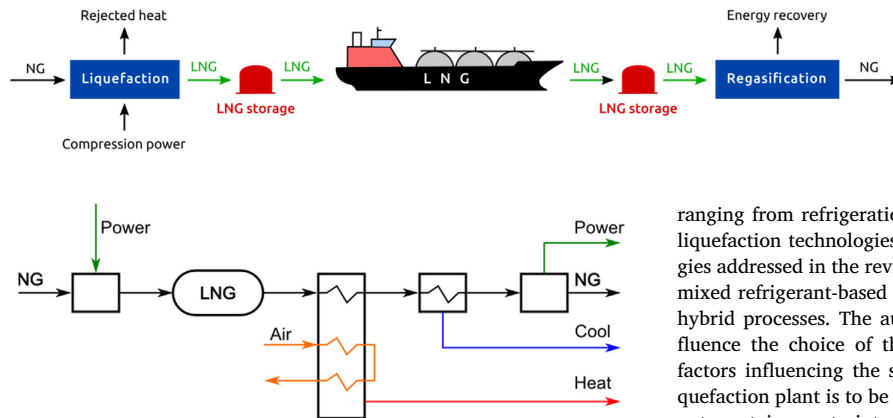 Rejected heat
Energy recovery
NG
Liquefaction
LNG
LNG
L N G
LNG
LNG
Regasification
NG
LNG storage
LNG storage
Compression power
Power
Power
NG
LNG
NG
Air
Cool
Heat
ranging from refrigeratio
liquefaction technologies
gies addressed in the rev
mixed refrigerant-based
hybrid processes. The au
fluence the choice of th
factors influencing the s
quefaction plant is to be